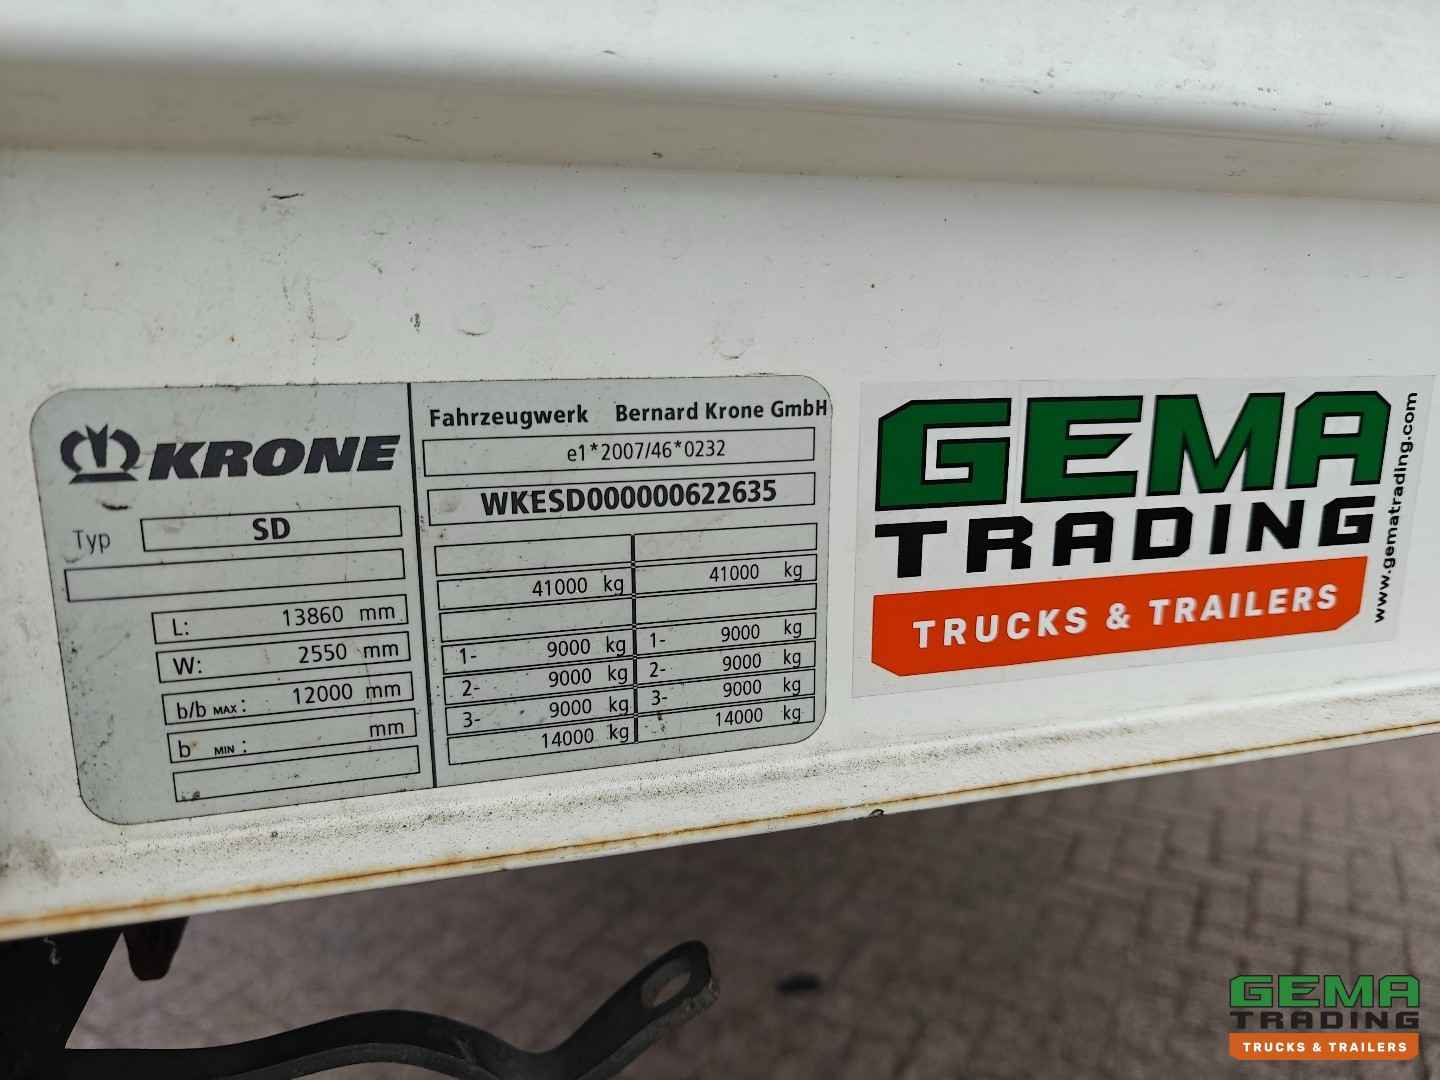 KRONE
Typ SD
L: 13860 mm
W: 2550 mm
b/b MAX: 12000 mm
b MIN: mm
Fahrzeugwerk Bernard Krone GmbH
e1*2007/46*0232
WKESD000000622635
41000 kg 41000 kg
1- 9000 kg 1- 9000 kg
2- 9000 kg 2- 9000 kg
3- 9000 kg 3- 9000 kg
14000 kg 14000 kg
GEMA
TRADING
TRUCKS & TRAILERS
www.gematrading.com
GEMA
TRADING
TRUCKS & TRAILERS